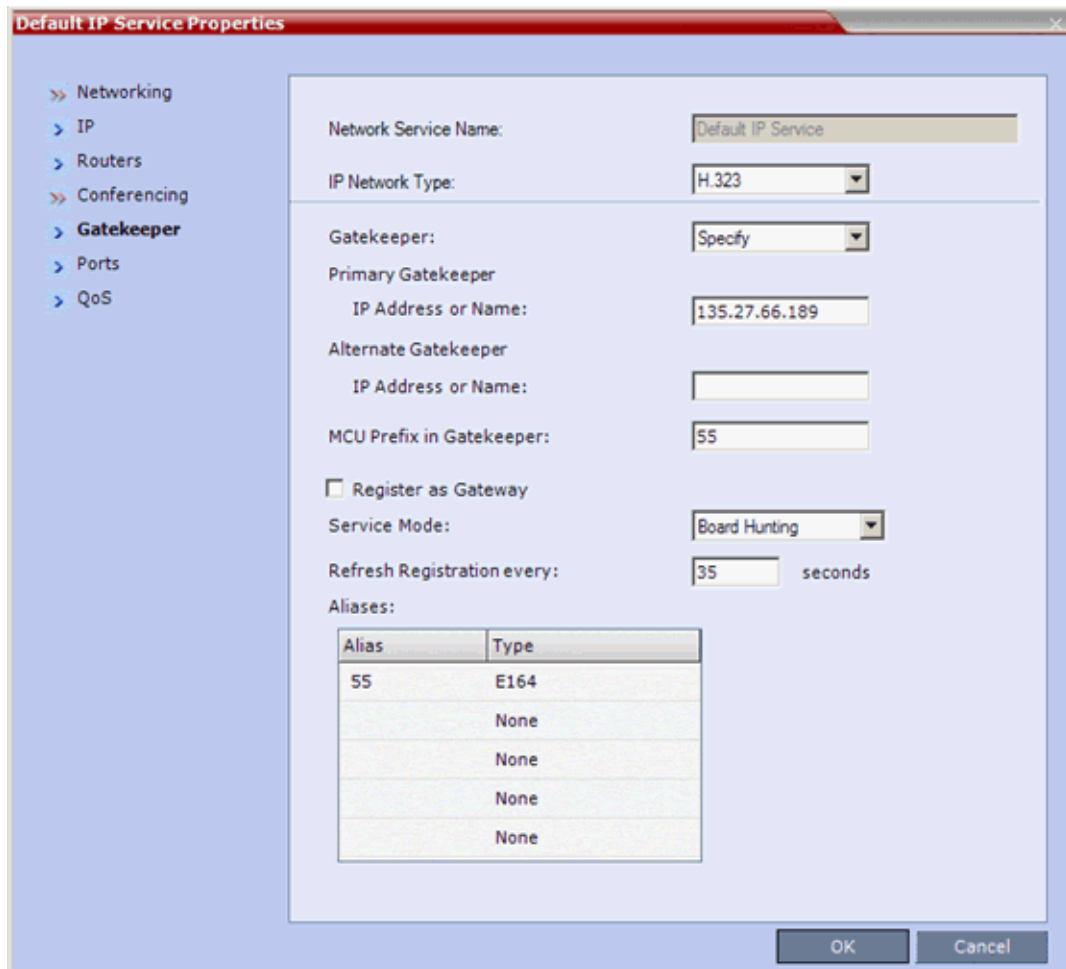 Default IP Service Properties
Networking
IP
Routers
Conferencing
Gatekeeper
Ports
QoS
Network Service Name: Default IP Service
IP Network Type: H.323
Gatekeeper: Specify
Primary Gatekeeper
IP Address or Name: 135.27.66.189
Alternate Gatekeeper
IP Address or Name:
MCU Prefix in Gatekeeper: 55
Register as Gateway
Service Mode: Board Hunting
Refresh Registration every: 35 seconds
Aliases:
Alias Type
55 E164
None
None
None
None
OK Cancel